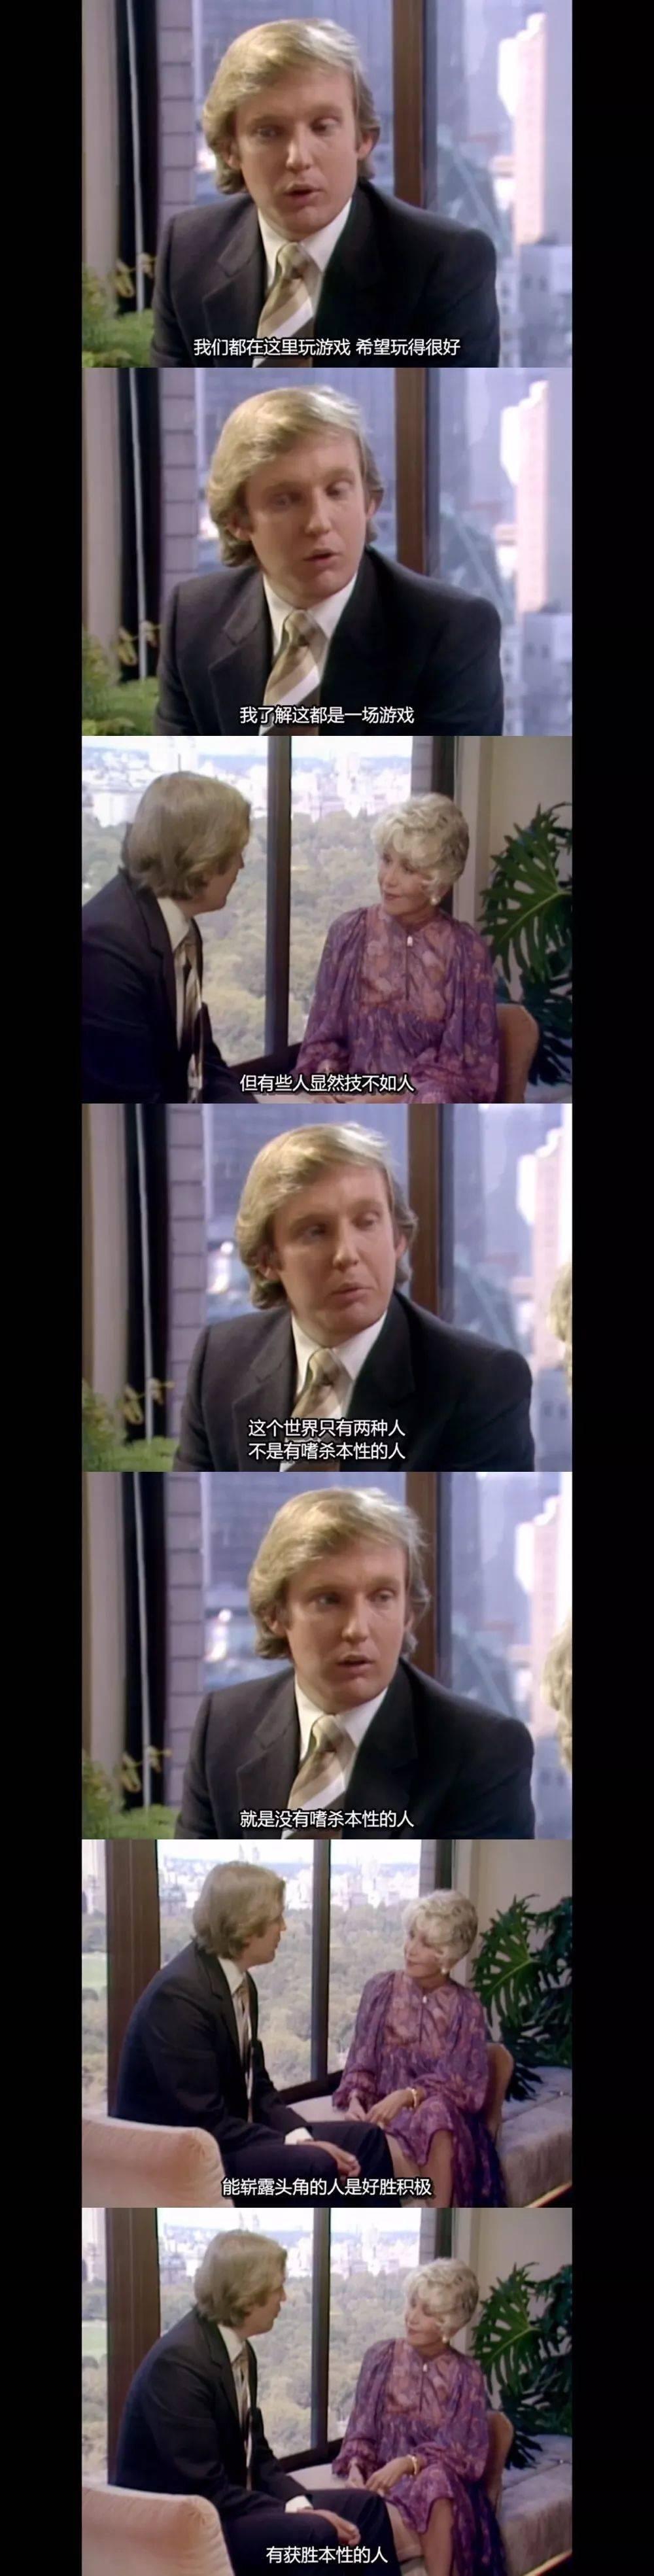 我们都在这里玩游戏 希望玩得很好
我了解这都是一场游戏
但有些人显然技不如人
这个世界只有两种人
不是有嗜杀本性的人
就是没有嗜杀本性的人
能崭露头角的人是好胜积极
有获胜本性的人